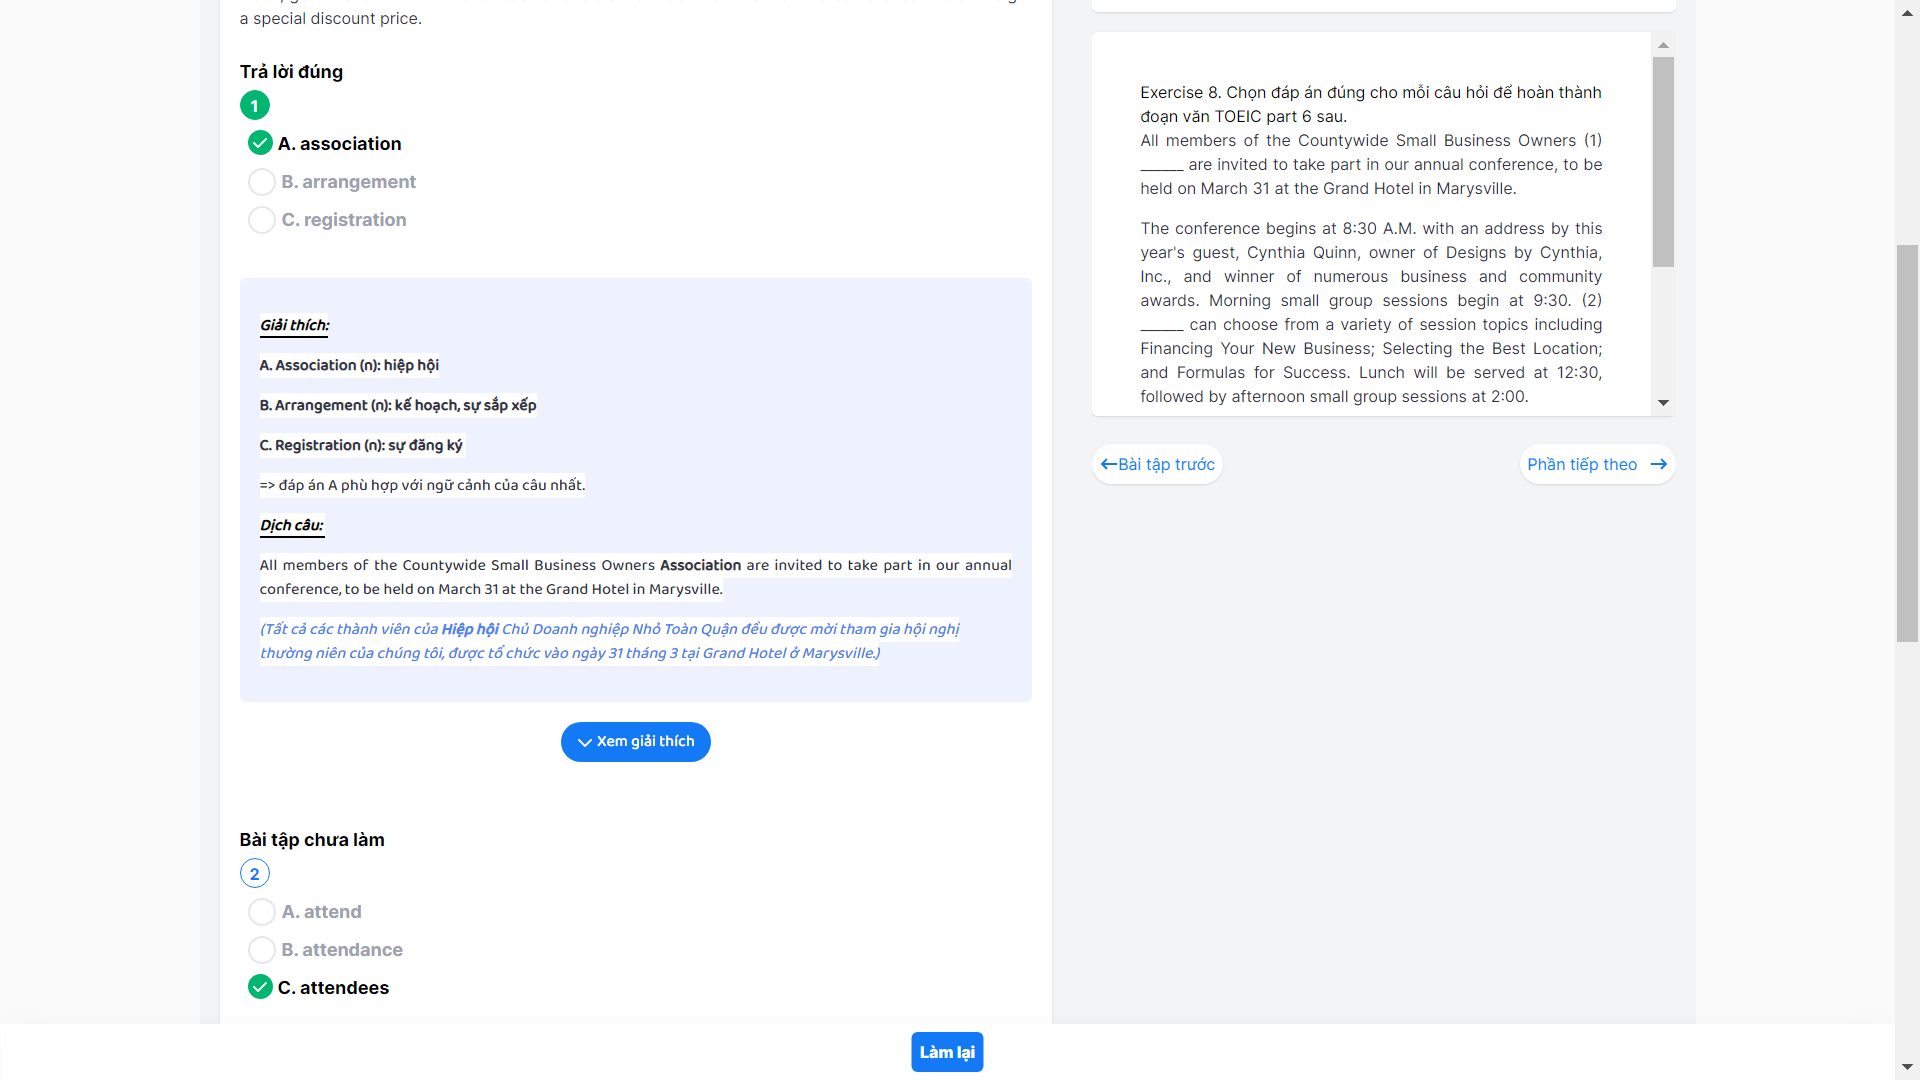 a special discount price.
Trả lời đúng
1
A. association
B. arrangement
C. registration
Giải thích:
A. Association (n): hiệp hội
B. Arrangement (n): kế hoạch, sự sắp xếp
C. Registration (n): sự đăng ký
=> đáp án A phù hợp với ngữ cảnh của câu nhất.
Dịch câu:
All members of the Countywide Small Business Owners Association are invited to take part in our annual
conference, to be held on March 31 at the Grand Hotel in Marysville.
(Tất cả các thành viên của Hiệp hội Chủ Doanh nghiệp Nhỏ Toàn Quận đều được mời tham gia hội nghị
thường niên của chúng tôi, được tổ chức vào ngày 31 tháng 3 tại Grand Hotel ở Marysville.)
Xem giải thích
Bài tập chưa làm
2
A. attend
B. attendance
C. attendees
Exercise 8. Chọn đáp án đúng cho mỗi câu hỏi để hoàn thành
đoạn văn TOEIC part 6 sau.
All members of the Countywide Small Business Owners (1)
______ are invited to take part in our annual conference, to be
held on March 31 at the Grand Hotel in Marysville.
The conference begins at 8:30 A.M. with an address by this
year's guest, Cynthia Quinn, owner of Designs by Cynthia,
Inc., and winner of numerous business and community
awards. Morning small group sessions begin at 9:30. (2)
______ can choose from a variety of session topics including
Financing Your New Business; Selecting the Best Location;
and Formulas for Success. Lunch will be served at 12:30,
followed by afternoon small group sessions at 2:00.
Bài tập trước
Phần tiếp theo
Làm lại